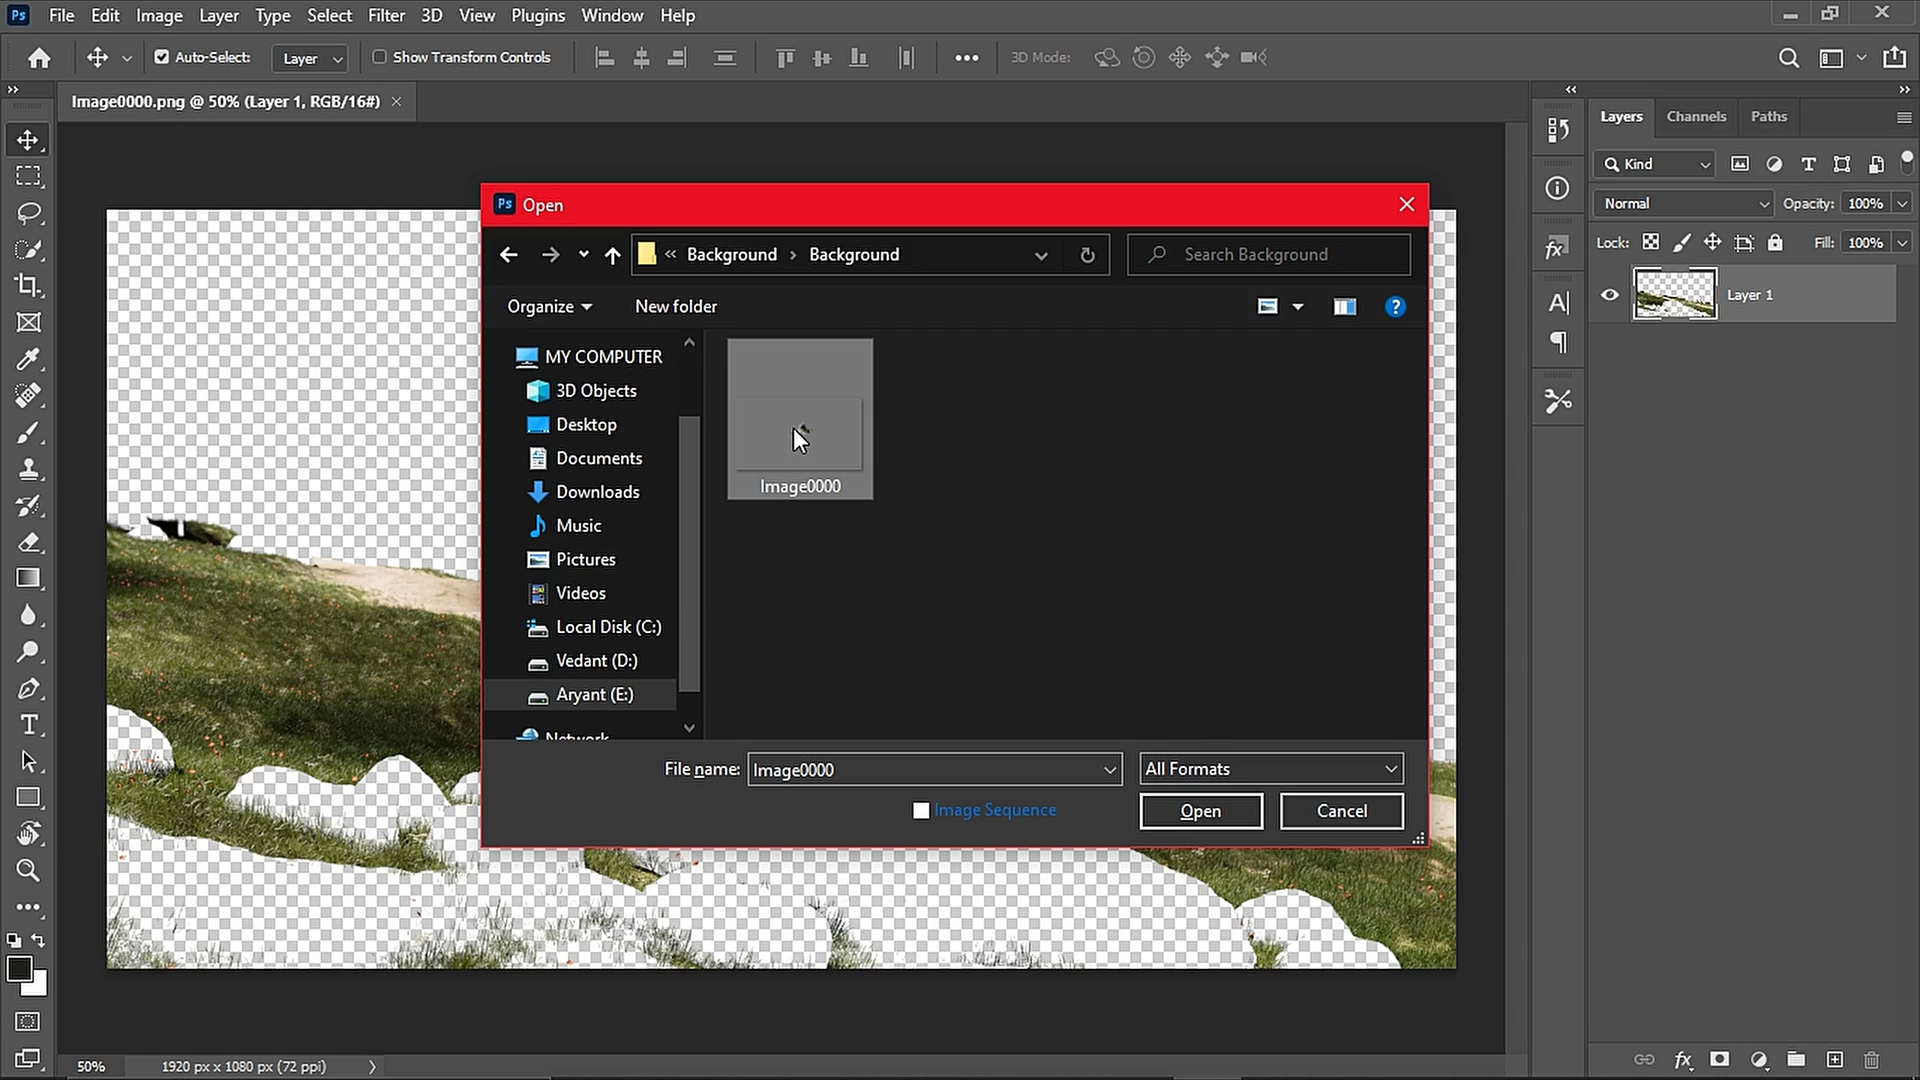 Ps File Edit Image Layer Type Select Filter 3D View Plugins Window Help
Auto-Select: Layer Show Transform Controls 3D Mode:
Image0000.png @ 50% (Layer 1, RGB/16#)
Ps Open
« Background › Background Search Background
Organize New folder ?
MY COMPUTER
3D Objects
Desktop
Documents
Downloads
Music
Pictures
Videos
Local Disk (C:)
Vedant (D:)
Aryant (E:)
Network
Image0000
File name: Image0000 All Formats
Image Sequence Open Cancel
Layers Channels Paths
Kind
Normal Opacity: 100%
Lock: Fill: 100%
Layer 1
50% 1920 px x 1080 px (72 ppi)